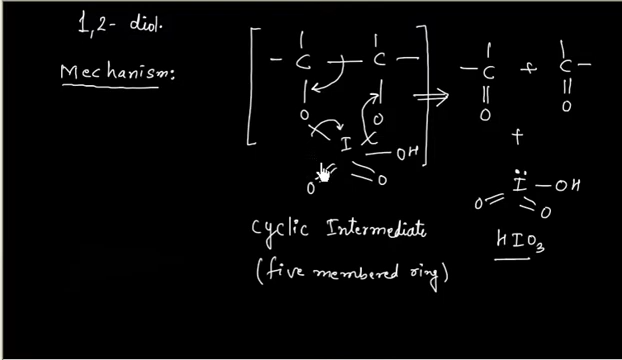 1,2- diol.
Mechanism:
- C - C - ⇒ - C + C -
O O O O
I OH +
O O I - OH
O O
Cyclic Intermediate HIO3
(five membered ring)